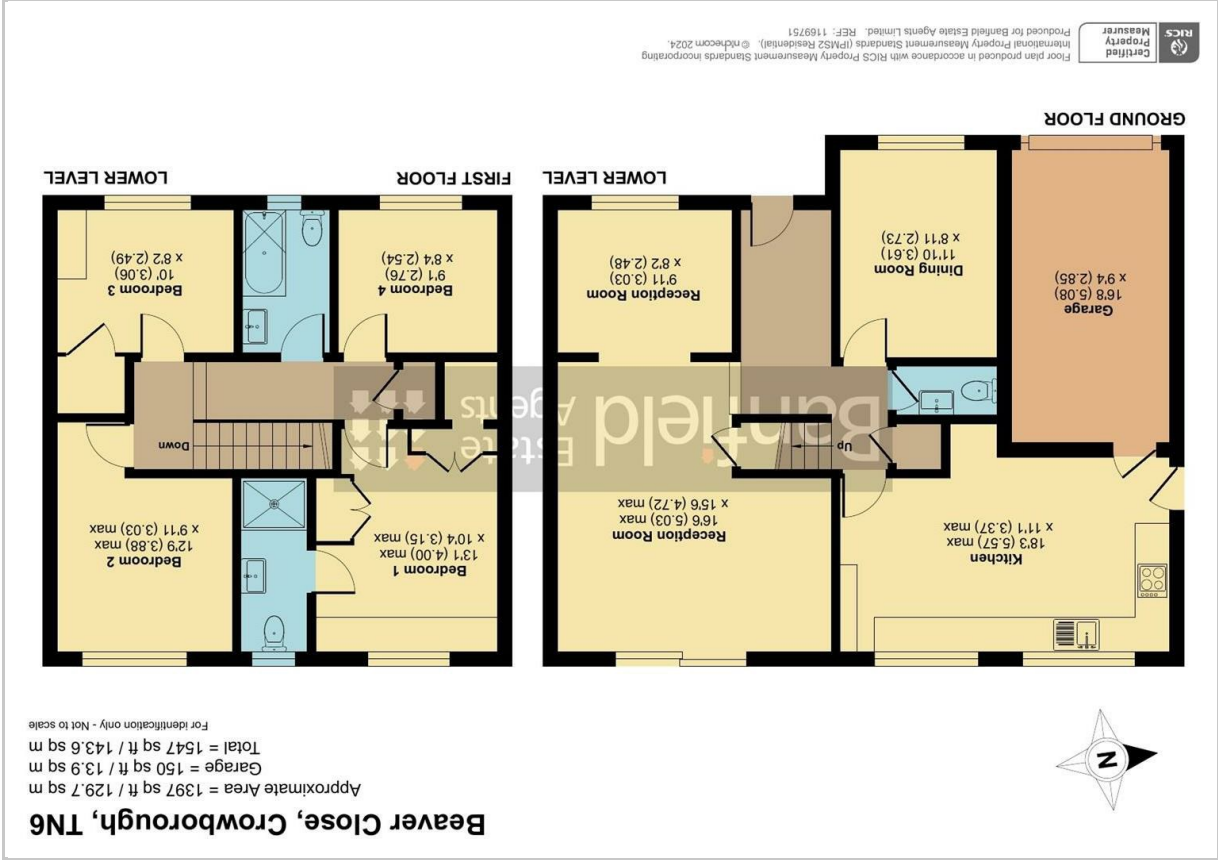 Beaver Close, Crowborough, TN6
Approximate Area = 1397 sq ft / 129.7 sq m
Garage = 150 sq ft / 13.9 sq m
Total = 1547 sq ft / 143.6 sq m
For identification only - Not to scale
N
Kitchen
18'3 (5.57) max
x 11'1 (3.37) max
Reception Room
16'6 (5.03) max
x 15'6 (4.72) max
Up
Garage
16'8 (5.08)
x 9'4 (2.85)
Dining Room
11'10 (3.61)
x 8'11 (2.73)
Reception Room
9'11 (3.03)
x 8'2 (2.48)
GROUND FLOOR
LOWER LEVEL
Bedroom 1
13'1 (4.00) max
x 10'4 (3.15) max
Bedroom 2
12'9 (3.88) max
x 9'11 (3.03) max
Down
Bedroom 4
9'1 (2.76)
x 8'4 (2.54)
Bedroom 3
10' (3.06)
x 8'2 (2.49)
FIRST FLOOR
LOWER LEVEL
Banfield
Estate
Agents
RICS
Certified
Property
Measurer
Floor plan produced in accordance with RICS Property Measurement Standards incorporating
International Property Measurement Standards (IPMS2 Residential). ©nichecom 2024.
Produced for Banfield Estate Agents Limited. REF: 1169751